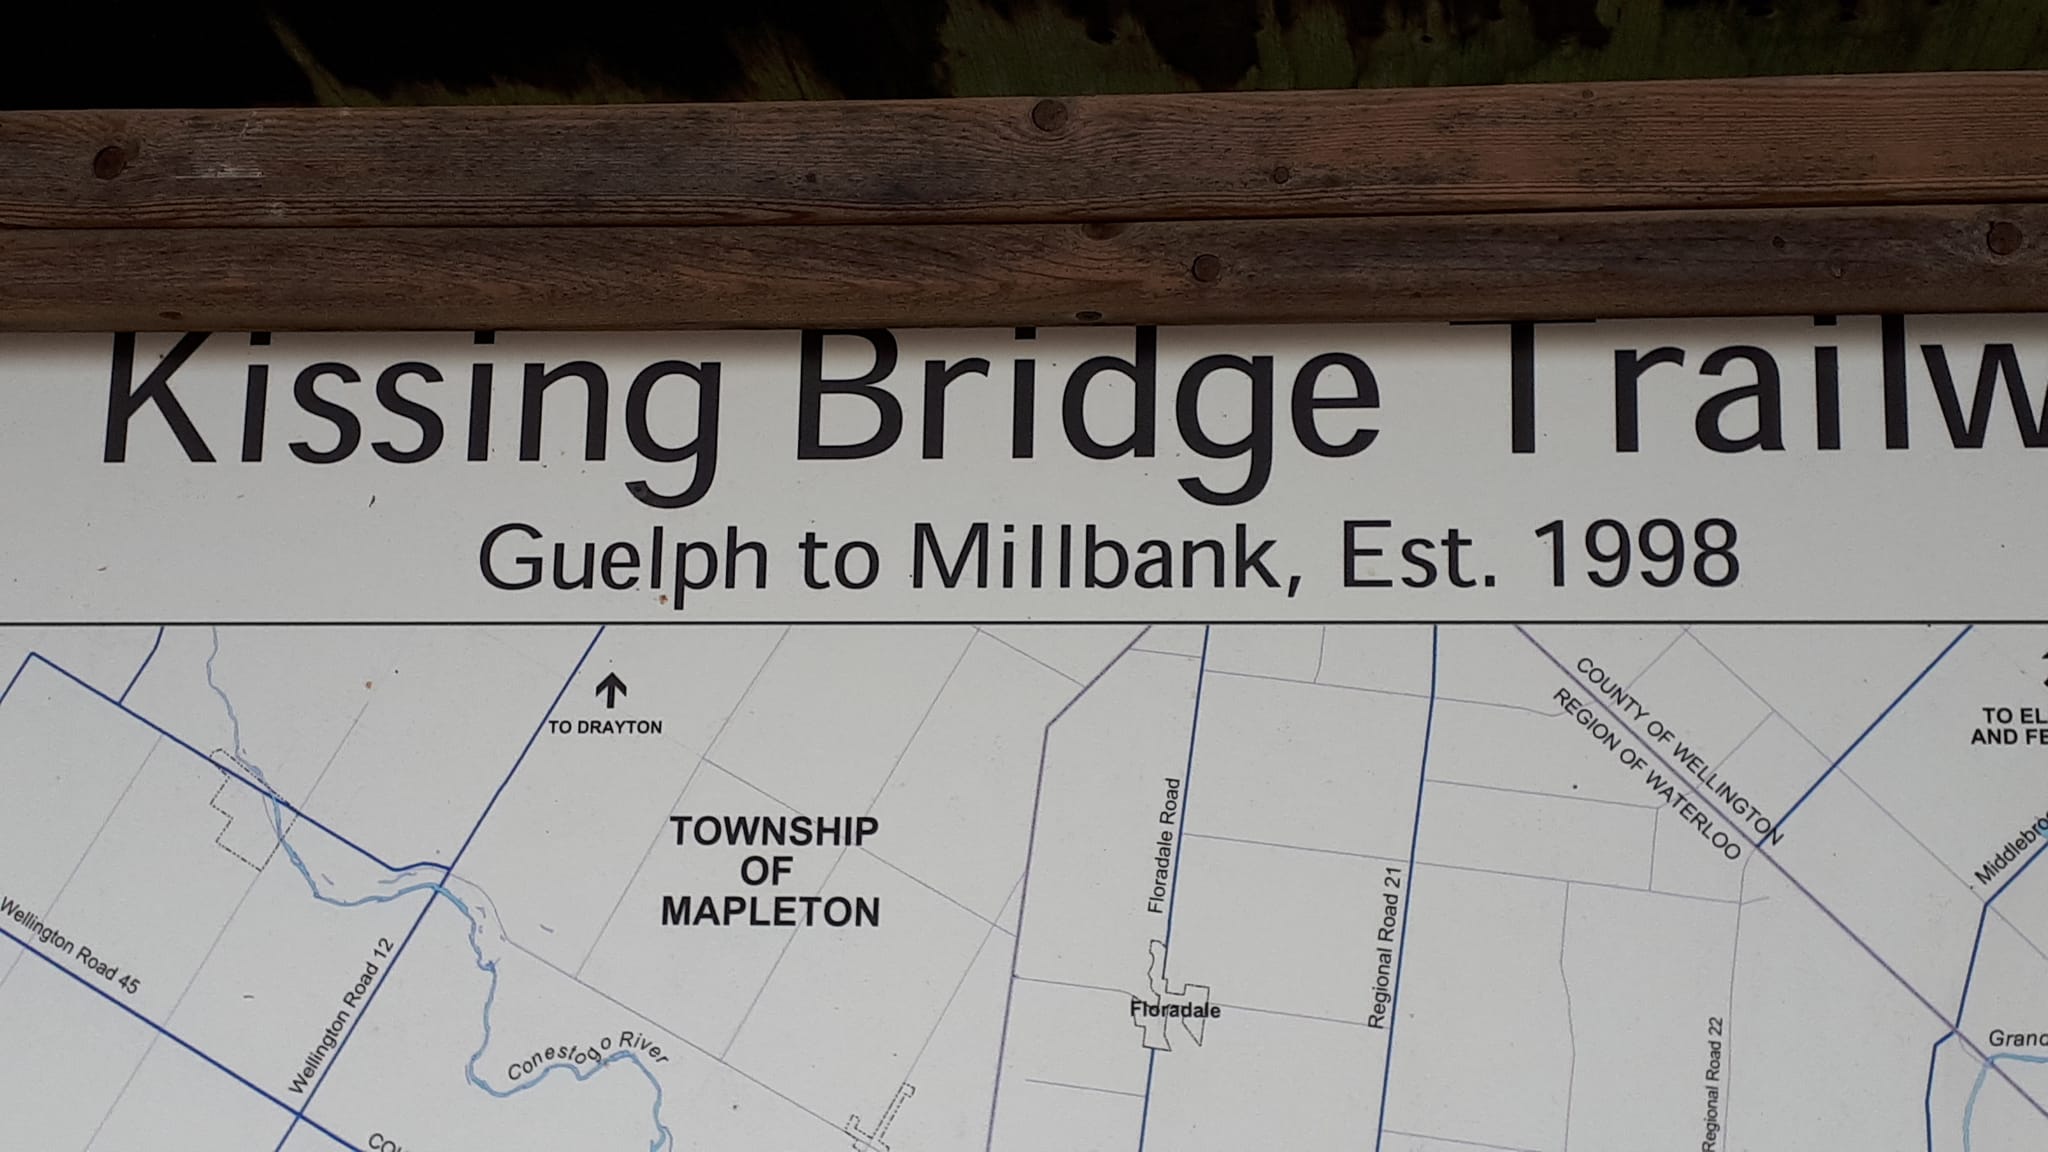 Kissing Bridge Trailw
Guelph to Millbank, Est. 1998
TO DRAYTON
COUNTY OF WELLINGTON
REGION OF WATERLOO
TO EL
AND FE
TOWNSHIP
OF
MAPLETON
Floradale Road
Middlebro
Regional Road 21
Wellington Road 45
Wellington Road 12
Floradale
Conestogo River
Regional Road 22
Grand
COU